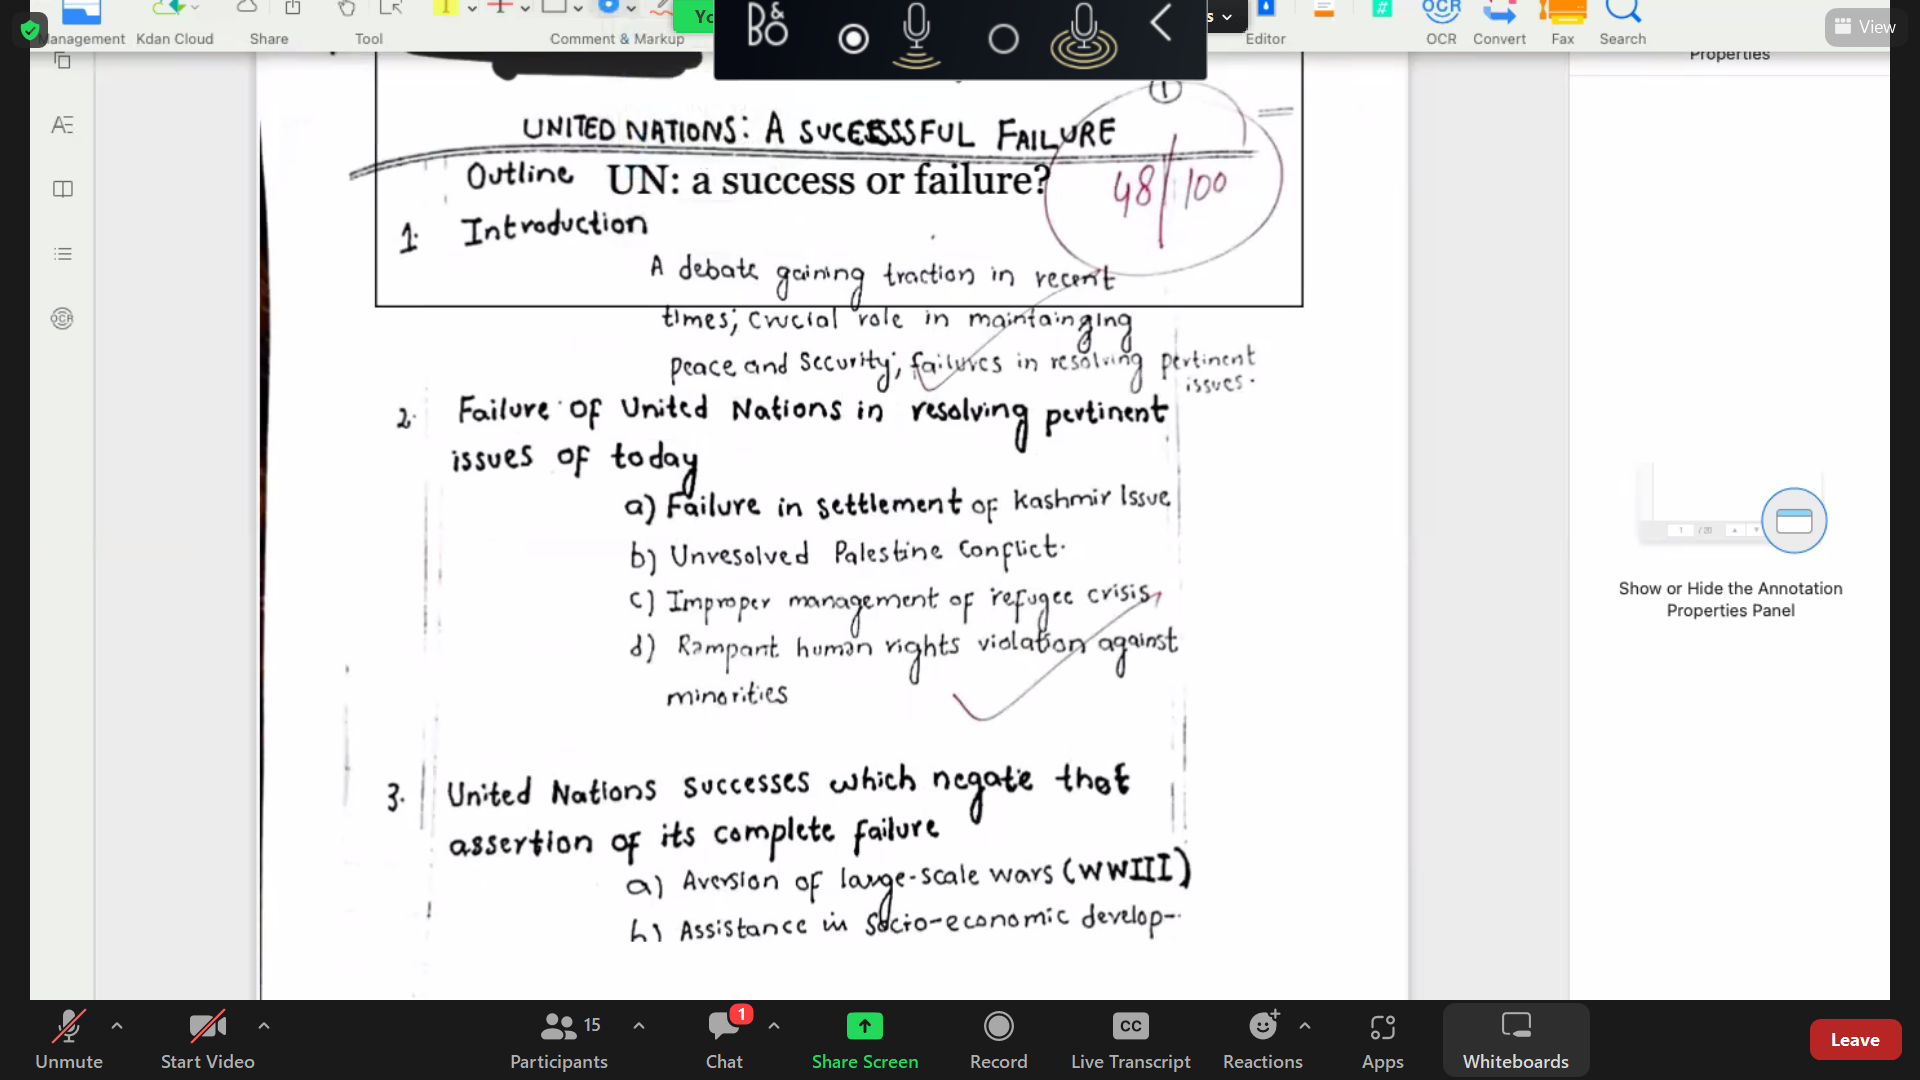 Management
Kdan Cloud
Share
Tool
Comment & Markup
Yo
B&O
s
Editor
OCR
OCR
Convert
Fax
Search
View
Properties
1
UNITED NATIONS: A SUCESSSFUL FAILURE
Outline UN: a success or failure?
48/100
1. Introduction
A debate gaining traction in recent
times; crucial role in maintainging
peace and security; failures in resolving pertinent
issues.
2. Failure of United Nations in resolving pertinent
issues of today
a) Failure in settlement of Kashmir Issue
b) Unresolved Palestine Conflict.
c) Improper management of refugee crisis
d) Rampant human rights violation against
minorities
3. United Nations successes which negate that
assertion of its complete failure
a) Aversion of large-scale wars (WWIII)
b) Assistance in Socio-economic develop-
OCR
1 / 20
Show or Hide the Annotation
Properties Panel
Unmute
Start Video
15
Participants
1
Chat
Share Screen
Record
CC
Live Transcript
Reactions
Apps
Whiteboards
Leave